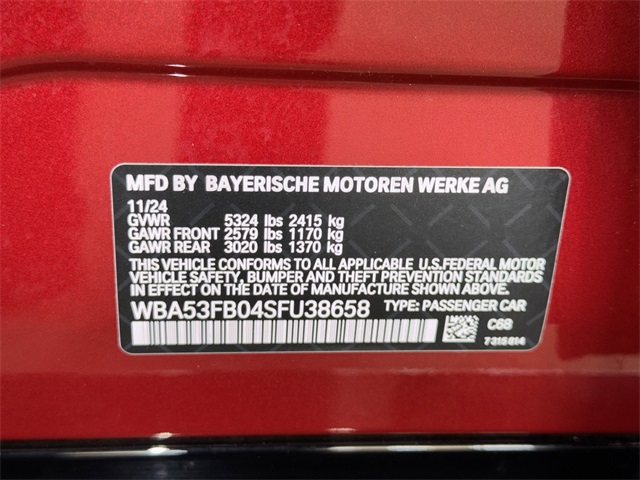 MFD BY BAYERISCHE MOTOREN WERKE AG
11/24
GVWR 5324 lbs 2415 kg
GAWR FRONT 2579 lbs 1170 kg
GAWR REAR 3020 lbs 1370 kg
THIS VEHICLE CONFORMS TO ALL APPLICABLE U.S.FEDERAL MOTOR
VEHICLE SAFETY, BUMPER AND THEFT PREVENTION STANDARDS
IN EFFECT ON THE DATE OF MANUFACTURE SHOWN ABOVE.
WBA53FB04SFU38658 TYPE: PASSENGER CAR
C68
7315814